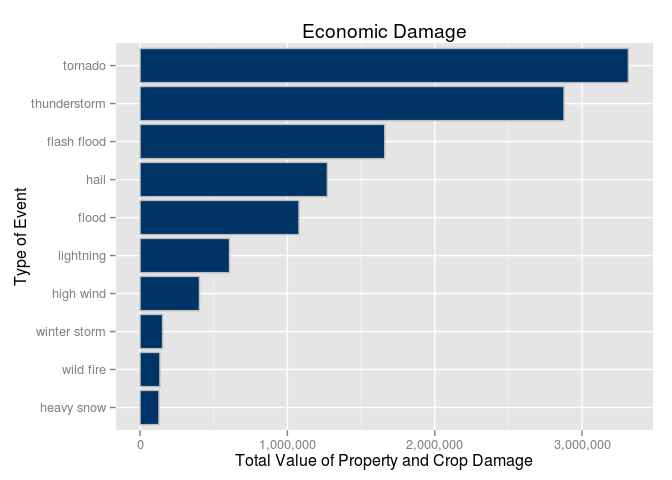 Economic Damage
tornado
thunderstorm
flash flood
hail
flood
lightning
high wind
winter storm
wild fire
heavy snow
Type of Event
0 1,000,000 2,000,000 3,000,000
Total Value of Property and Crop Damage